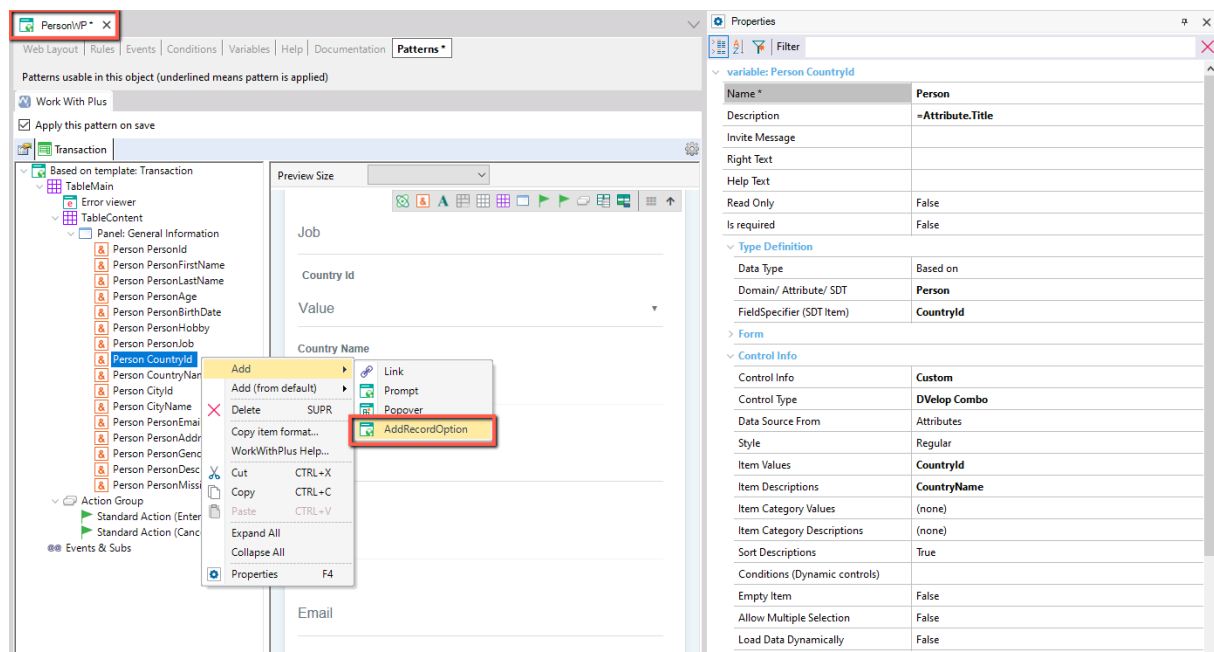 PersonWP *
Web Layout | Rules | Events | Conditions | Variables | Help | Documentation | Patterns *
Patterns usable in this object (underlined means pattern is applied)
Work With Plus
Apply this pattern on save
Transaction
Based on template: Transaction
TableMain
Error viewer
TableContent
Panel: General Information
Person PersonId
Person PersonFirstName
Person PersonLastName
Person PersonAge
Person PersonBirthDate
Person PersonHobby
Person PersonJob
Person CountryId
Person CountryNar
Person CityId
Person CityName
Person PersonEmai
Person PersonAddr
Person PersonGend
Person PersonDesc
Person PersonMissi
Action Group
Standard Action (Enter
Standard Action (Canc
Events & Subs
Preview Size
Job
Country Id
Value
Country Name
Email
Add
Add (from default)
Delete SUPR
Copy item format...
WorkWithPlus Help...
Cut CTRL+X
Copy CTRL+C
Paste CTRL+V
Expand All
Collapse All
Properties F4
Link
Prompt
Popover
AddRecordOption
Properties
Filter
variable: Person CountryId
Name * Person
Description =Attribute.Title
Invite Message
Right Text
Help Text
Read Only False
Is required False
Type Definition
Data Type Based on
Domain/ Attribute/ SDT Person
FieldSpecifier (SDT Item) CountryId
Form
Control Info
Control Info Custom
Control Type DVelop Combo
Data Source From Attributes
Style Regular
Item Values CountryId
Item Descriptions CountryName
Item Category Values (none)
Item Category Descriptions (none)
Sort Descriptions True
Conditions (Dynamic controls)
Empty Item False
Allow Multiple Selection False
Load Data Dynamically False